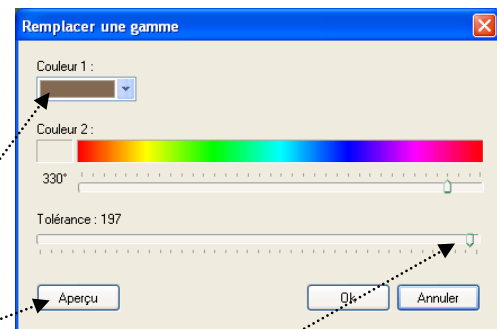 Remplacer une gamme
Couleur 1 :
Couleur 2 :
330°
Tolérance : 197
Aperçu
Ok
Annuler